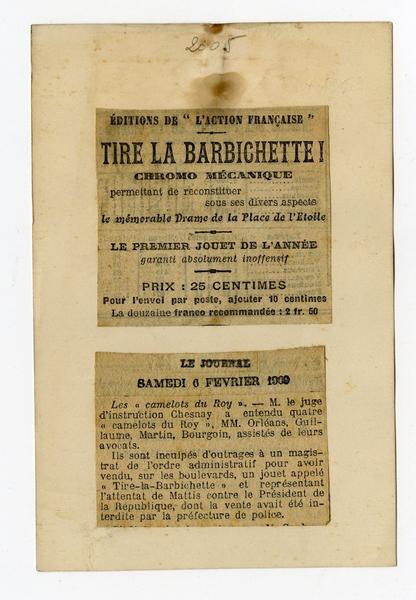 2005
ÉDITIONS DE " L'ACTION FRANÇAISE "
TIRE LA BARBICHETTE !
CHROMO MÉCANIQUE
permettant de reconstituer
sous ses divers aspects
le mémorable Drame de la Place de l'Etoile
LE PREMIER JOUET DE L'ANNÉE
garanti absolument inoffensif
PRIX : 25 CENTIMES
Pour l'envoi par poste, ajouter 10 centimes
La douzaine franco recommandée : 2 fr. 50
LE JOURNAL
SAMEDI 6 FEVRIER 1909
Les « camelots du Roy ». — M. le juge
d'instruction Chesnay a entendu quatre
« camelots du Roy », MM. Orléans, Guil-
laume, Martin, Bourgoin, assistés de leurs
avocats.
Ils sont inculpés d'outrages à un magis-
trat de l'ordre administratif pour avoir
vendu, sur les boulevards, un jouet appelé
« Tire-la-Barbichette » et représentant
l'attentat de Mattis contre le Président de
la République, dont la vente avait été in-
terdite par la préfecture de police.